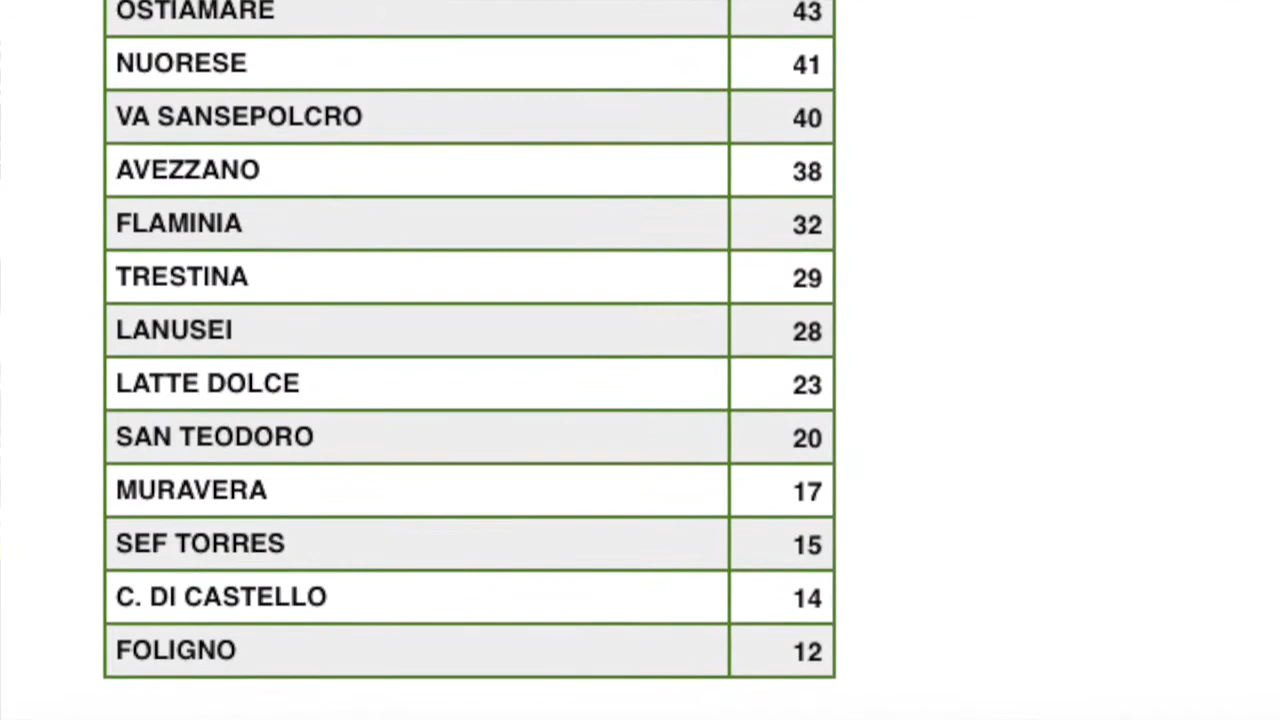 OSTIAMARE 43
NUORESE 41
VA SANSEPOLCRO 40
AVEZZANO 38
FLAMINIA 32
TRESTINA 29
LANUSEI 28
LATTE DOLCE 23
SAN TEODORO 20
MURAVERA 17
SEF TORRES 15
C. DI CASTELLO 14
FOLIGNO 12